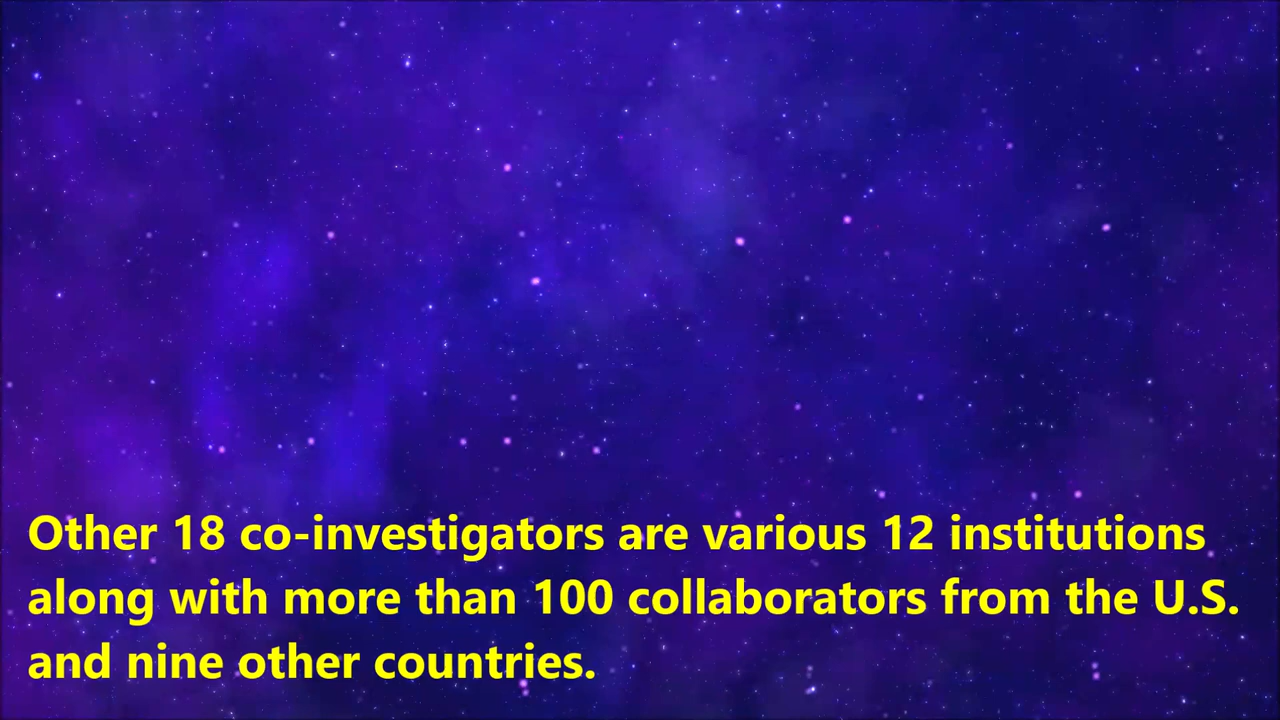 Other 18 co-investigators are various 12 institutions
along with more than 100 collaborators from the U.S.
and nine other countries.